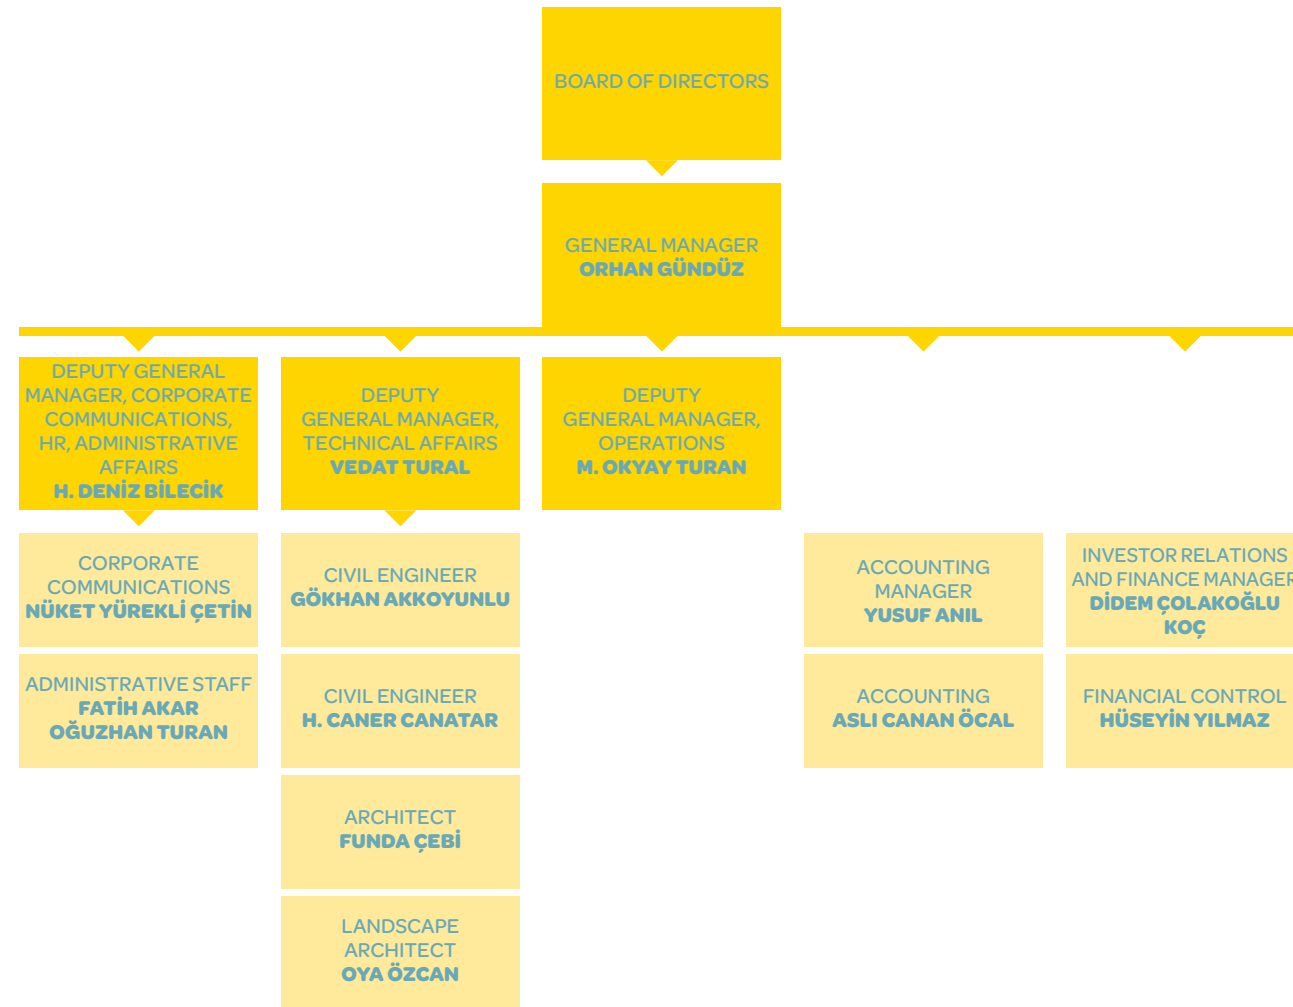 BOARD OF DIRECTORS
GENERAL MANAGER
ORHAN GÜNDÜZ
DEPUTY GENERAL
MANAGER, CORPORATE
COMMUNICATIONS,
HR, ADMINISTRATIVE
AFFAIRS
H. DENİZ BİLECİK
DEPUTY
GENERAL MANAGER,
TECHNICAL AFFAIRS
VEDAT TURAL
DEPUTY
GENERAL MANAGER,
OPERATIONS
M. OKYAY TURAN
CORPORATE
COMMUNICATIONS
NÜKET YÜREKLİ ÇETİN
CIVIL ENGINEER
GÖKHAN AKKOYUNLU
ACCOUNTING
MANAGER
YUSUF ANIL
INVESTOR RELATIONS
AND FINANCE MANAGER
DİDEM ÇOLAKOĞLU
KOÇ
ADMINISTRATIVE STAFF
FATİH AKAR
OĞUZHAN TURAN
CIVIL ENGINEER
H. CANER CANATAR
ACCOUNTING
ASLI CANAN ÖCAL
FINANCIAL CONTROL
HÜSEYİN YILMAZ
ARCHITECT
FUNDA ÇEBİ
LANDSCAPE
ARCHITECT
OYA ÖZCAN